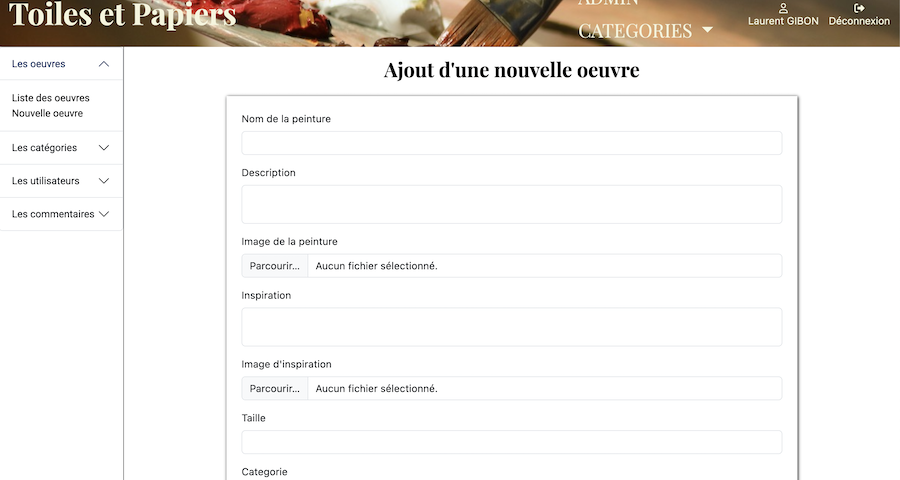 Toiles et Papiers
ADMIN
CATEGORIES
Laurent GIBON
Déconnexion
Les oeuvres
Liste des oeuvres
Nouvelle oeuvre
Les catégories
Les utilisateurs
Les commentaires
Ajout d'une nouvelle oeuvre
Nom de la peinture
Description
Image de la peinture
Parcourir... Aucun fichier sélectionné.
Inspiration
Image d'inspiration
Parcourir... Aucun fichier sélectionné.
Taille
Categorie